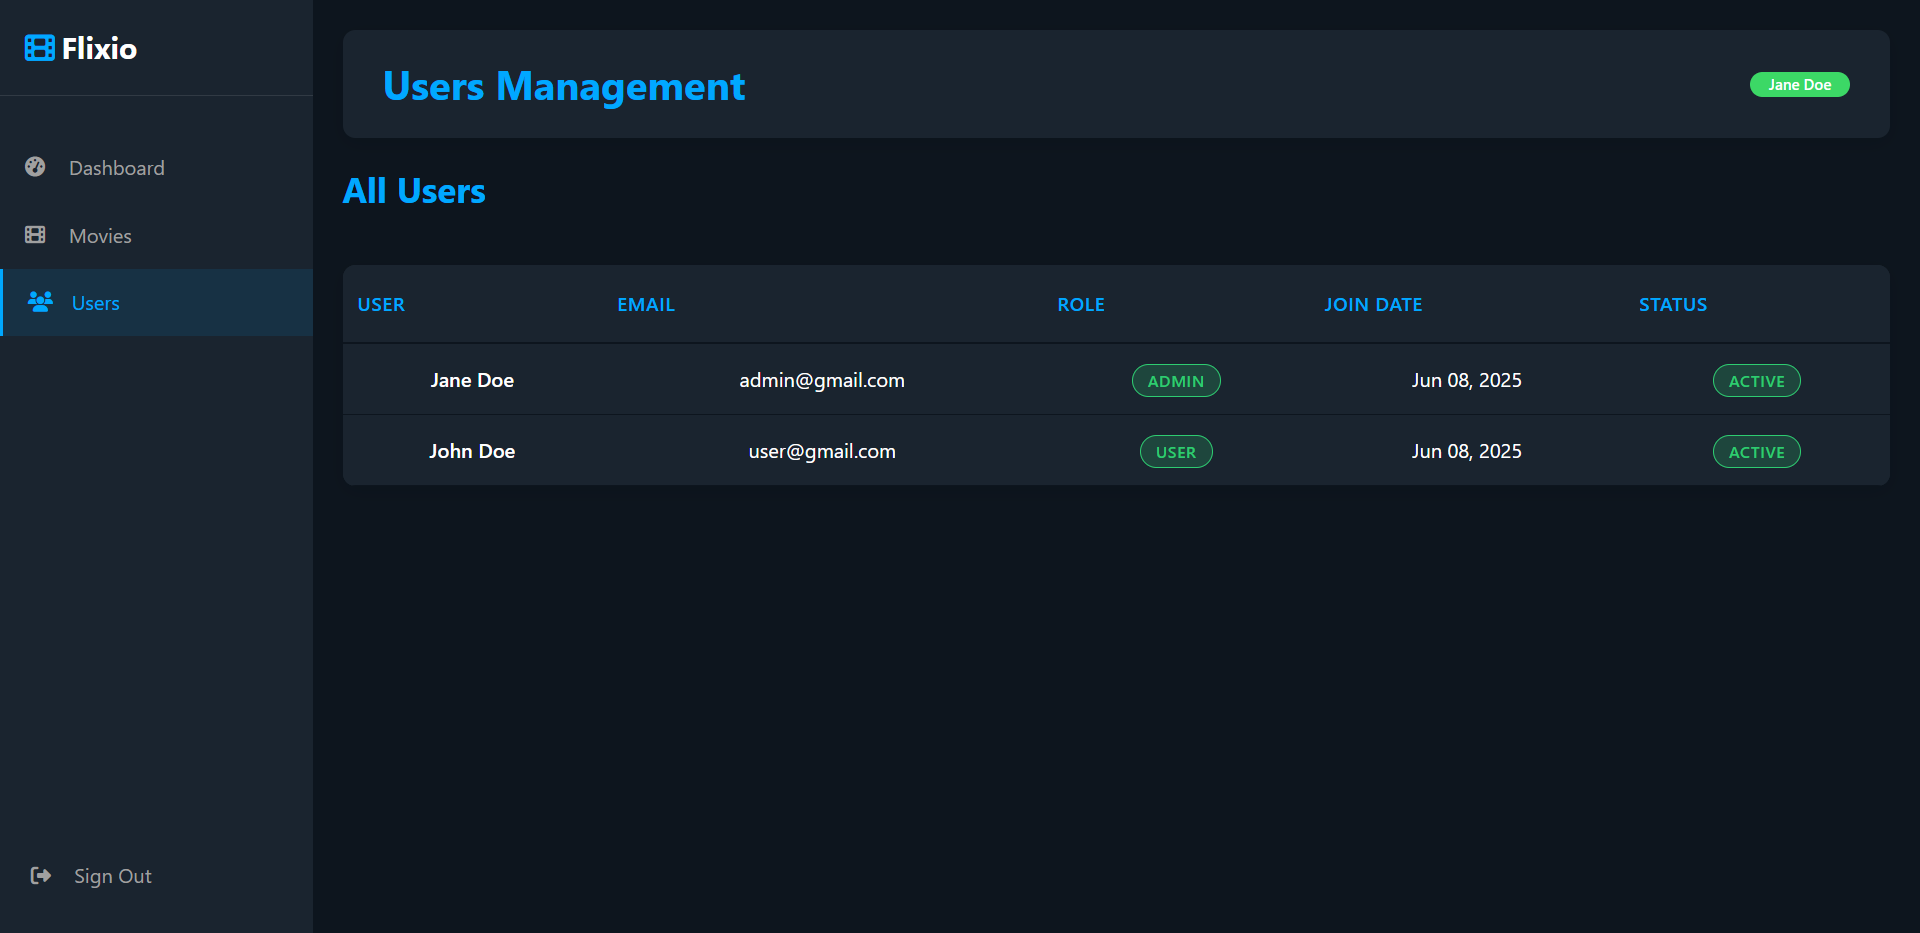 Flixio
Users Management
Jane Doe
Dashboard
Movies
Users
All Users
USER EMAIL ROLE JOIN DATE STATUS
Jane Doe admin@gmail.com ADMIN Jun 08, 2025 ACTIVE
John Doe user@gmail.com USER Jun 08, 2025 ACTIVE
Sign Out